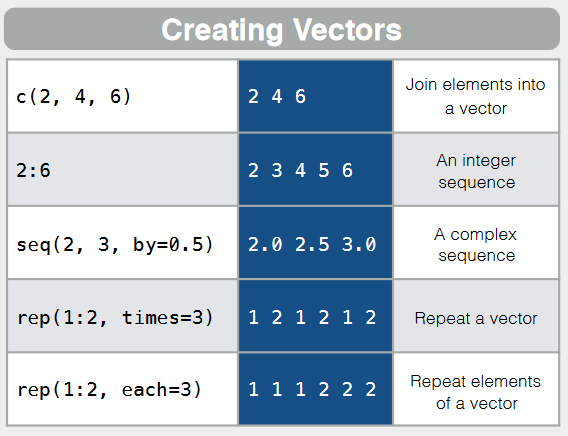 Creating Vectors
c(2, 4, 6)
2 4 6
Join elements into
a vector
2:6
2 3 4 5 6
An integer
sequence
seq(2, 3, by=0.5)
2.0 2.5 3.0
A complex
sequence
rep(1:2, times=3)
1 2 1 2 1 2
Repeat a vector
rep(1:2, each=3)
1 1 1 2 2 2
Repeat elements
of a vector